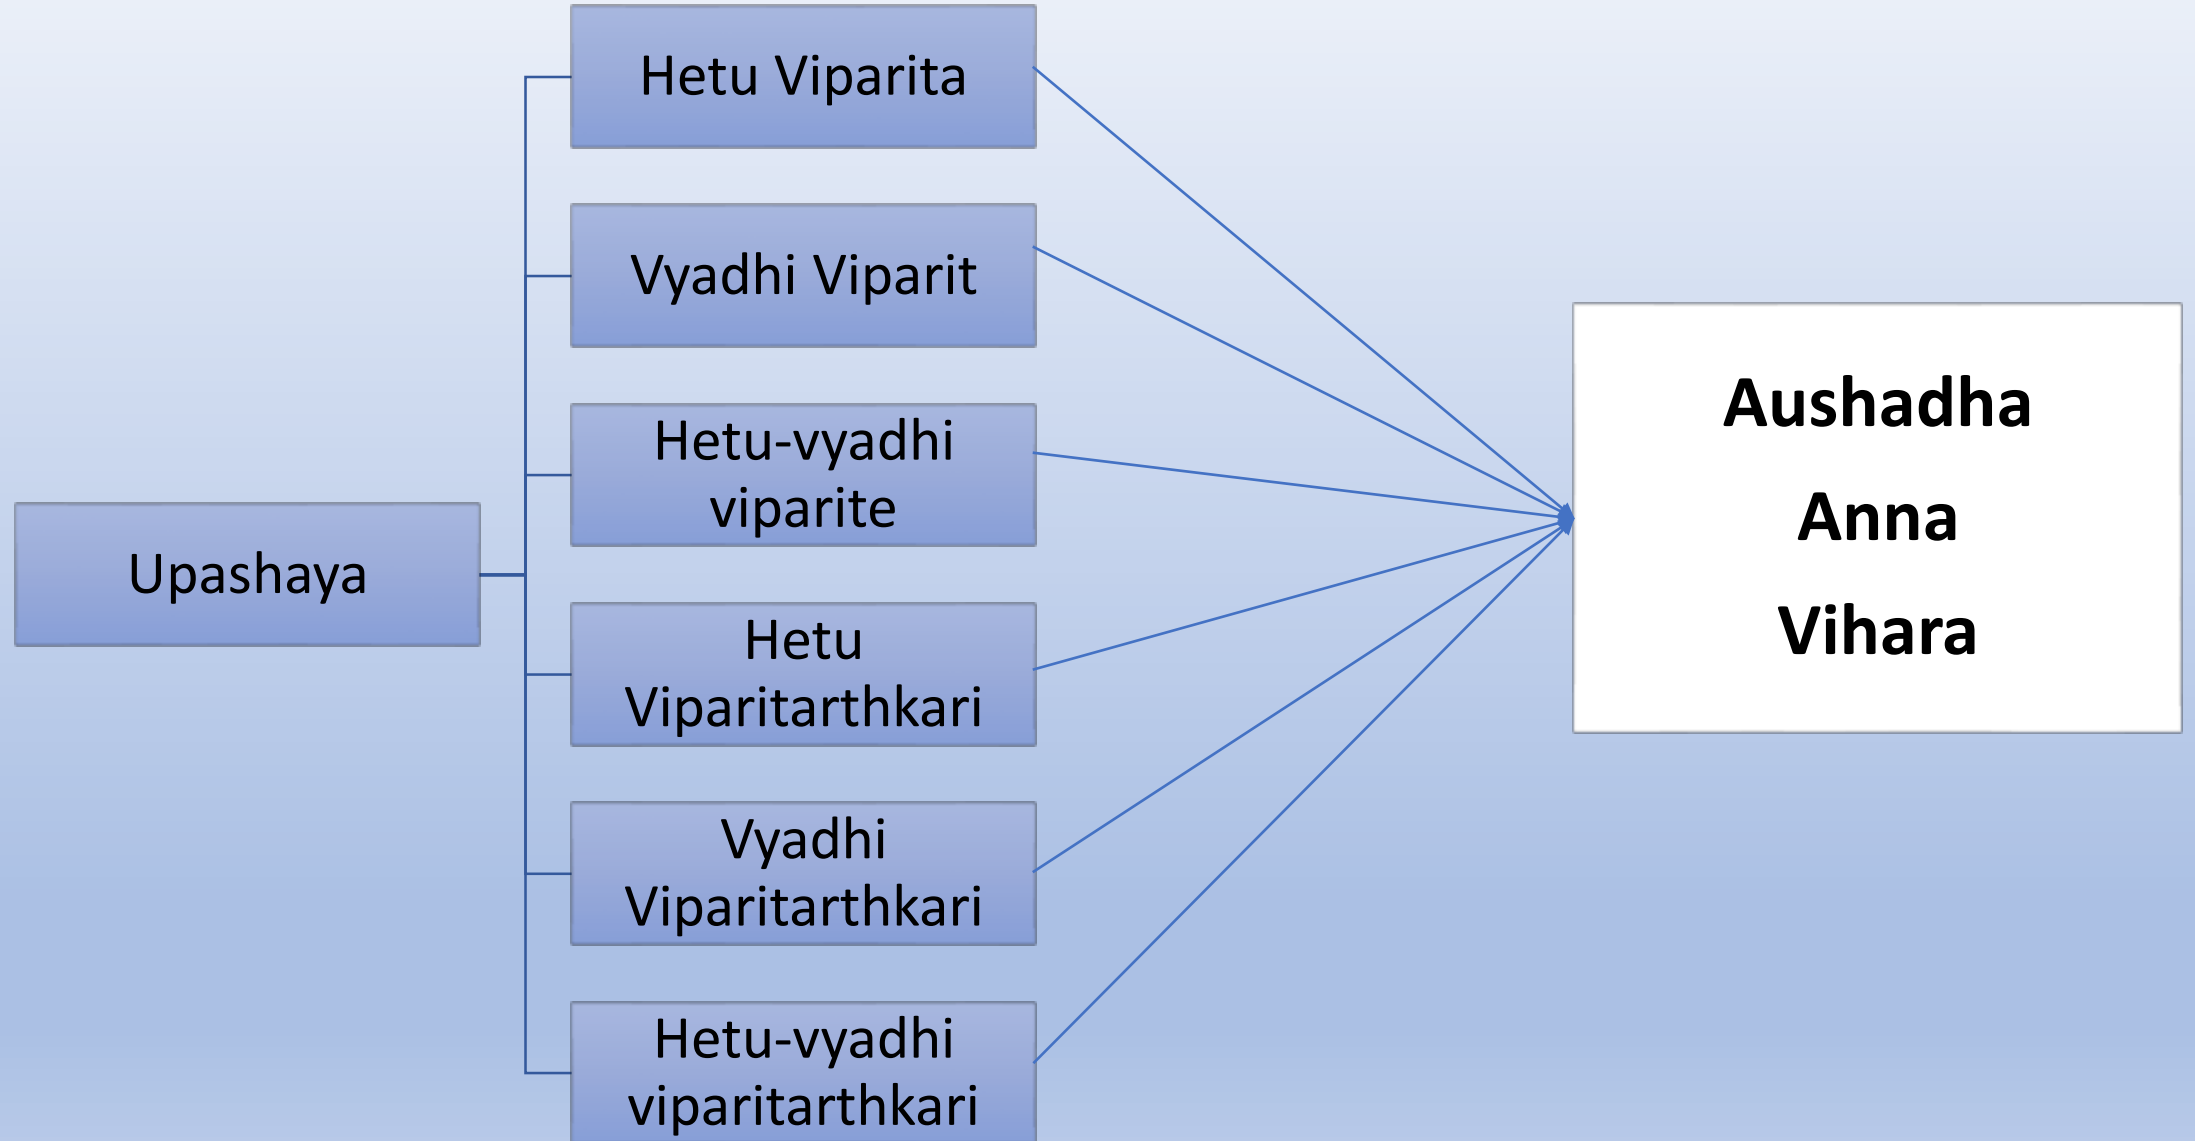 Upashaya
Hetu Viparita
Vyadhi Viparit
Hetu-vyadhi
viparite
Hetu
Viparitarthkari
Vyadhi
Viparitarthkari
Hetu-vyadhi
viparitarthkari
Aushadha
Anna
Vihara